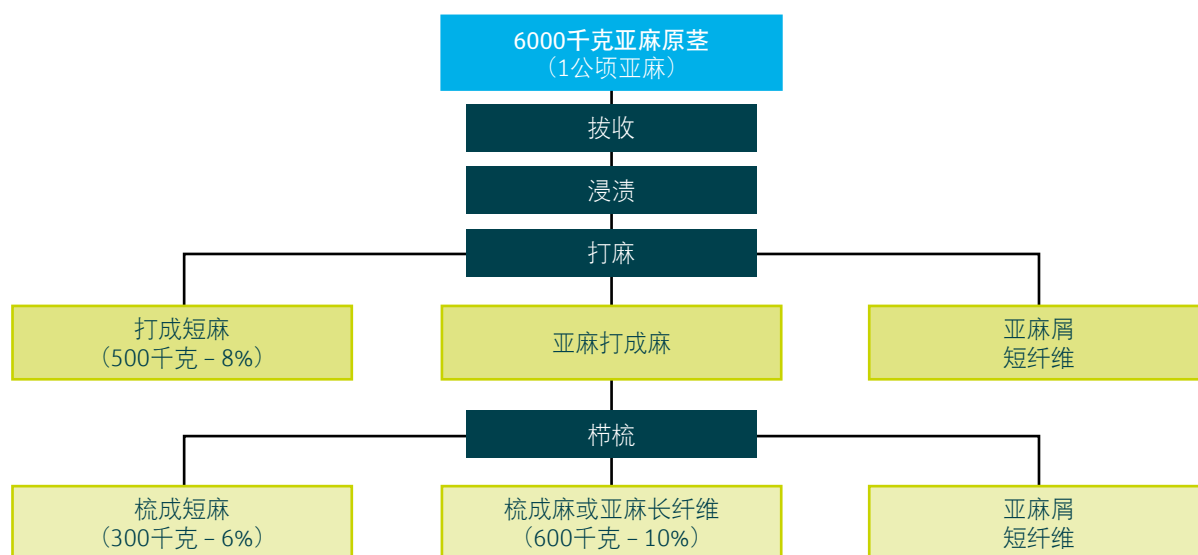 6000千克亚麻原茎
（1公顷亚麻）
拔收
浸渍
打麻
打成短麻
（500千克 – 8%）
亚麻打成麻
亚麻屑
短纤维
栉梳
梳成短麻
（300千克 – 6%）
梳成麻或亚麻长纤维
（600千克 – 10%）
亚麻屑
短纤维